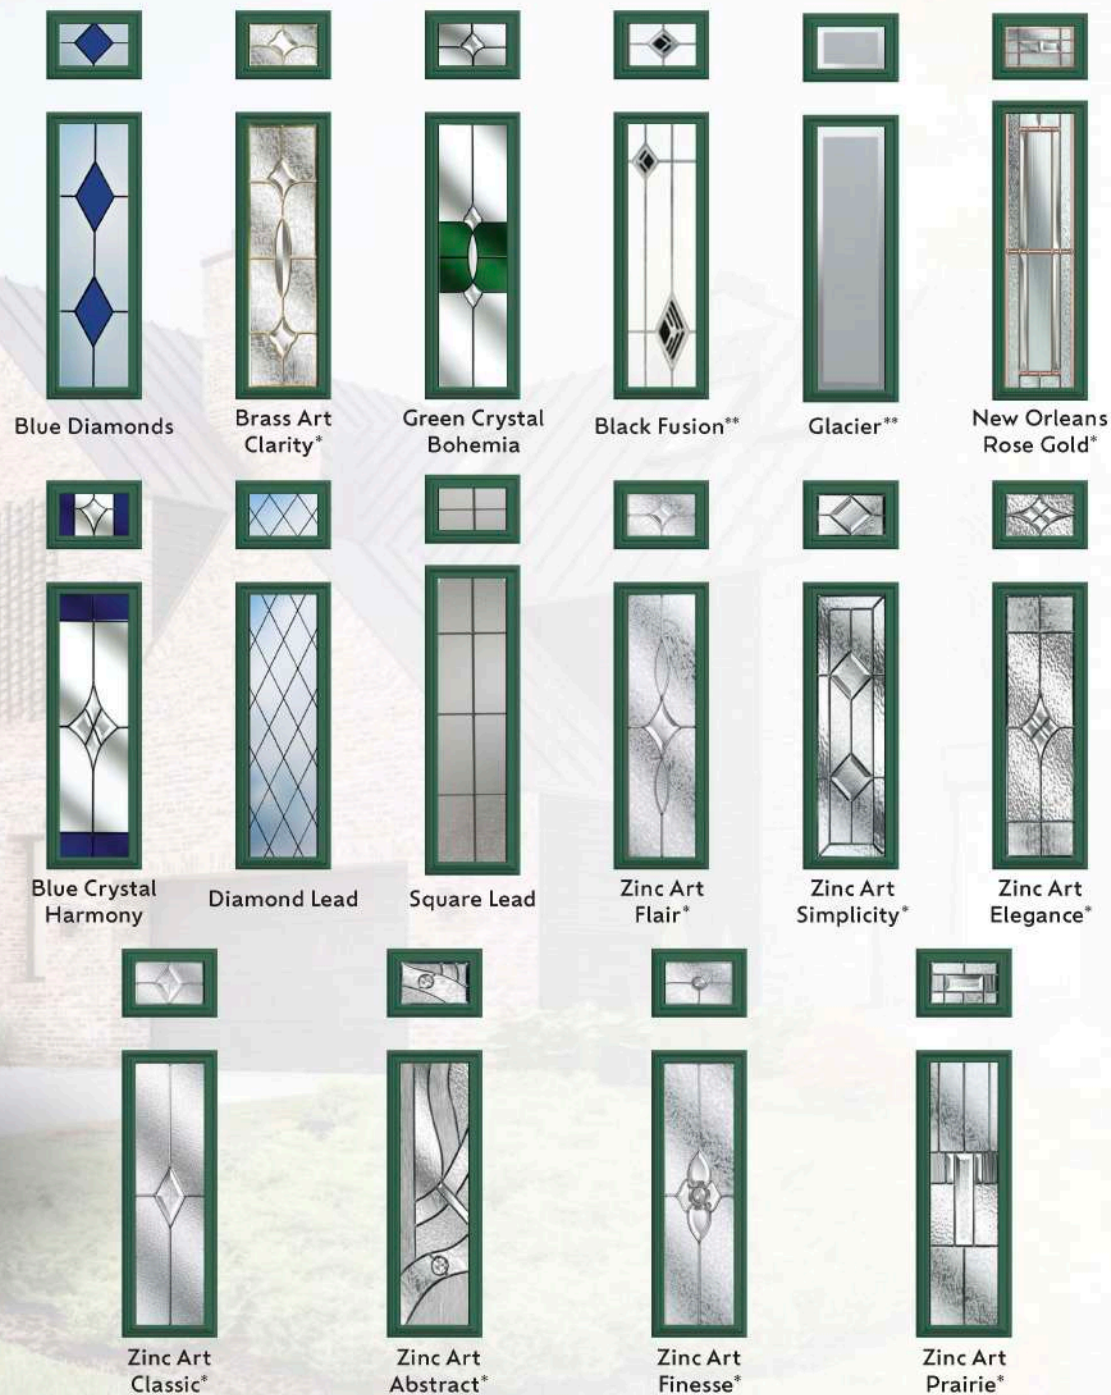 Blue Diamonds
Brass Art
Clarity*
Green Crystal
Bohemia
Black Fusion**
Glacier**
New Orleans
Rose Gold*
Blue Crystal
Harmony
Diamond Lead
Square Lead
Zinc Art
Flair*
Zinc Art
Simplicity*
Zinc Art
Elegance*
Zinc Art
Classic*
Zinc Art
Abstract*
Zinc Art
Finesse*
Zinc Art
Prairie*